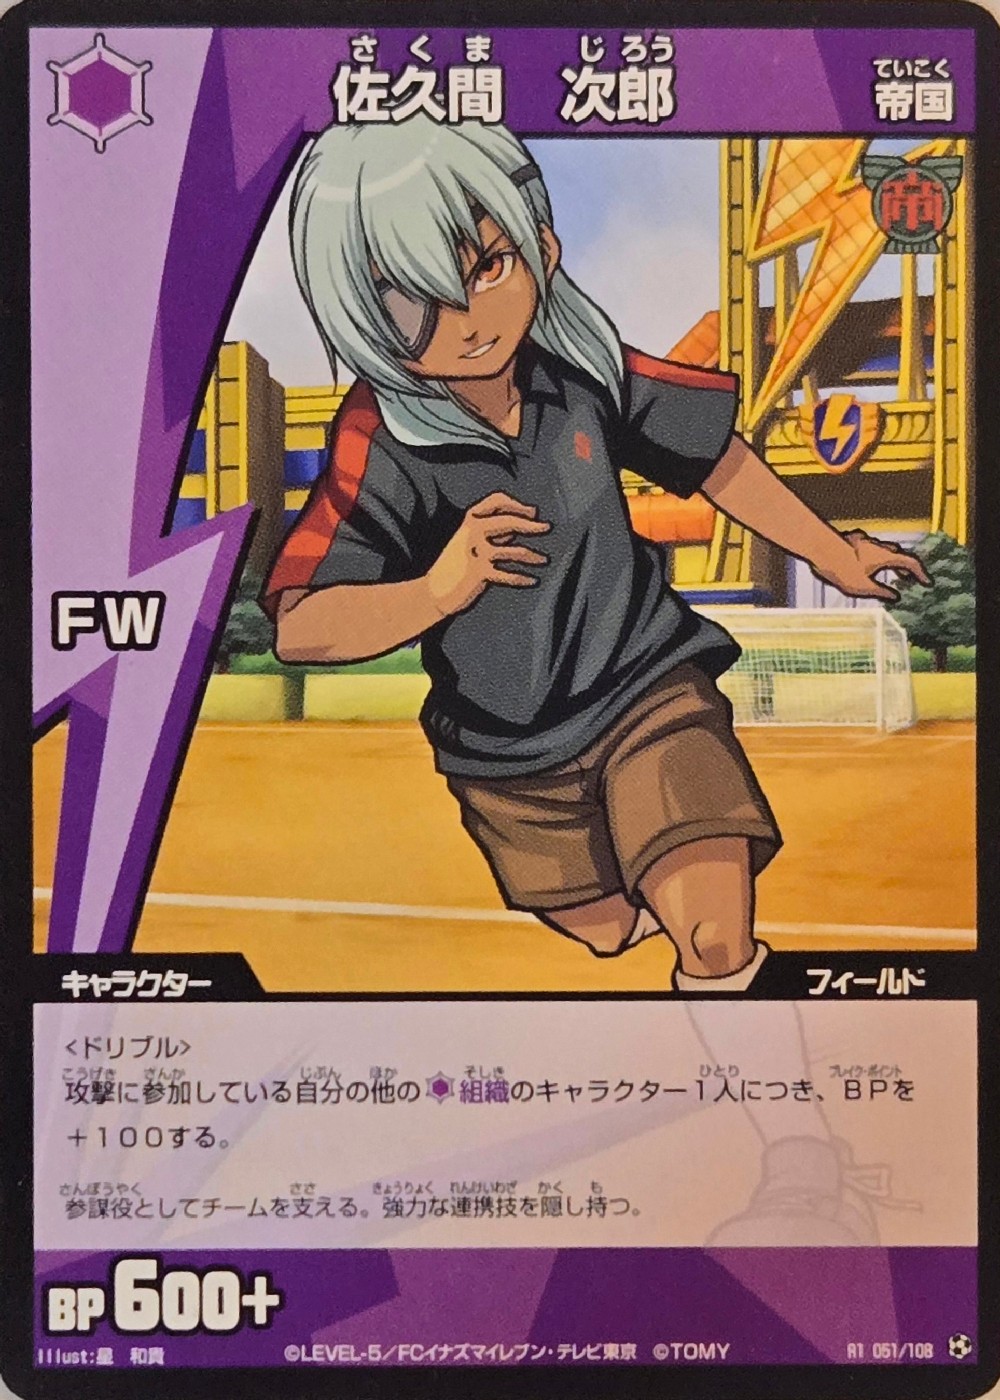 さくま じろう ていこく
佐久間 次郎 帝国
帝
FW
キャラクター フィールド
<ドリブル>
こうげき さんか じぶん ほか そしき ひとり ブレイク・ポイント
攻撃に参加している自分の他の組織のキャラクター1人につき、BPを
+100する。
さんぼうやく ささ きょうりょく れんけいわざ かく も
参謀役としてチームを支える。強力な連携技を隠し持つ。
BP 600+
Illust:星 和貴 ©LEVEL-5/FCイナズマイレブン・テレビ東京 ©TOMY A1 051/108